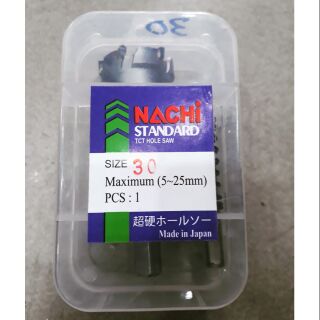 30
NACHi
STANDARD
TCT HOLE SAW
SIZE 30
Maximum (5~25mm)
PCS : 1
超硬ホールソー
Made in Japan